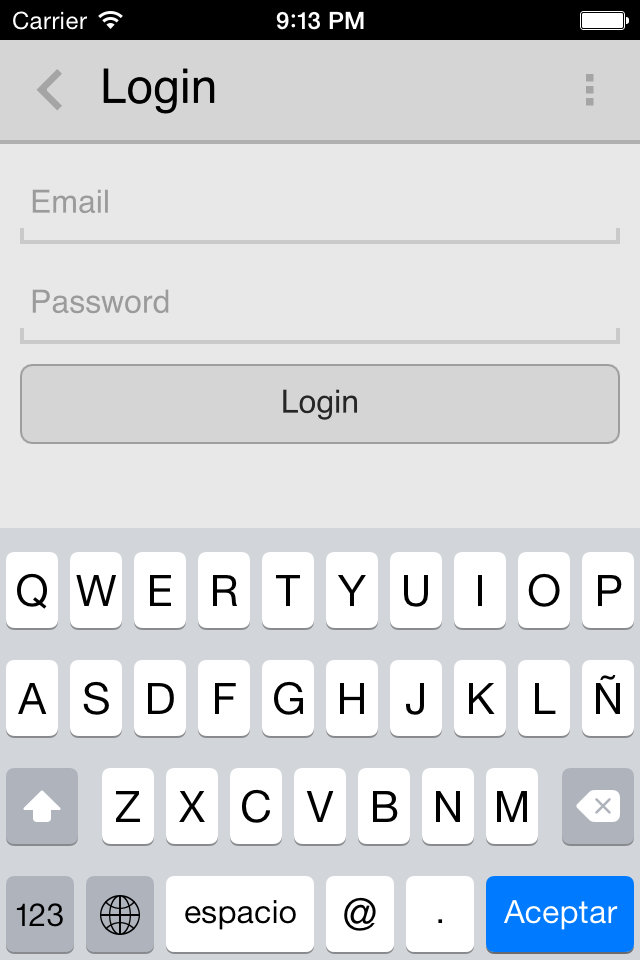 Carrier 9:13 PM
Login
Email
Password
Login
Q W E R T Y U I O P
A S D F G H J K L Ñ
Z X C V B N M
123 espacio @ . Aceptar